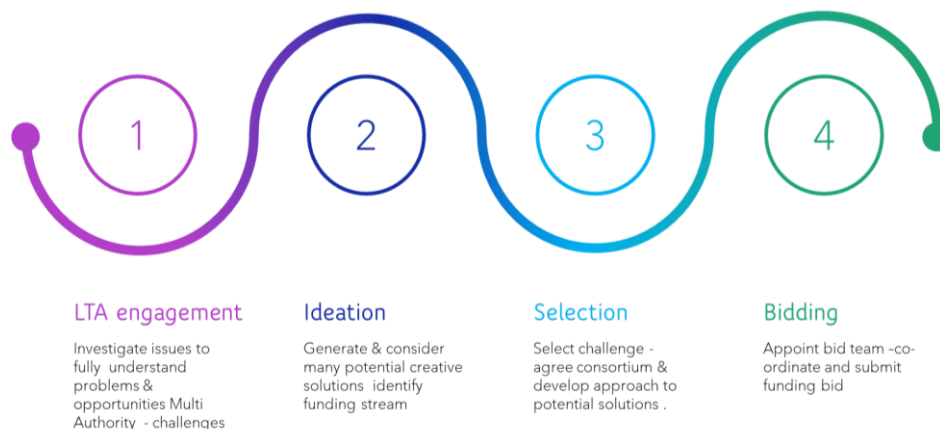 1
2
3
4
LTA engagement
Investigate issues to
fully understand
problems &
opportunities Multi
Authority - challenges
Ideation
Generate & consider
many potential creative
solutions identify
funding stream
Selection
Select challenge -
agree consortium &
develop approach to
potential solutions .
Bidding
Appoint bid team -co-
ordinate and submit
funding bid